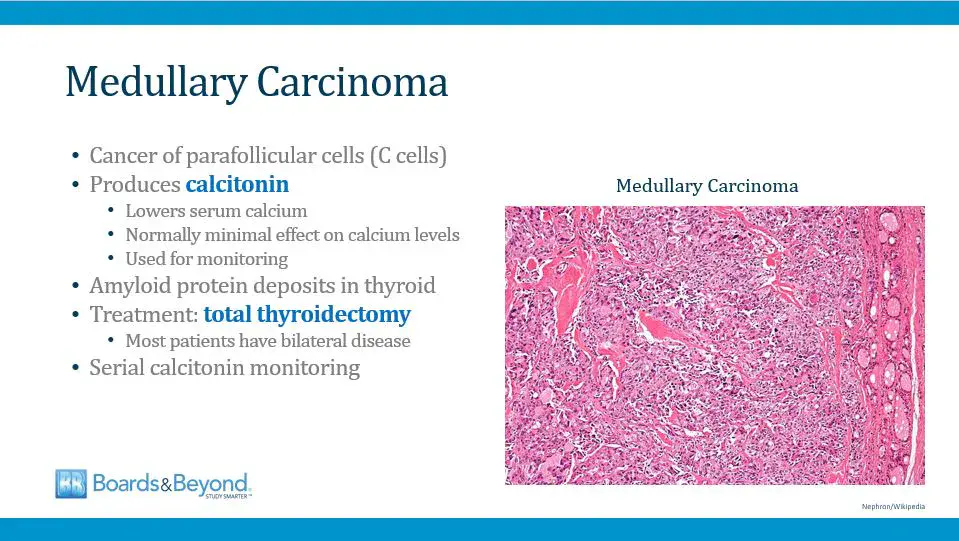 Medullary Carcinoma
• Cancer of parafollicular cells (C cells)
• Produces calcitonin
• Lowers serum calcium
• Normally minimal effect on calcium levels
• Used for monitoring
• Amyloid protein deposits in thyroid
• Treatment: total thyroidectomy
• Most patients have bilateral disease
• Serial calcitonin monitoring
Medullary Carcinoma
BB Boards&Beyond.
STUDY SMARTER™
Nephron/Wikipedia